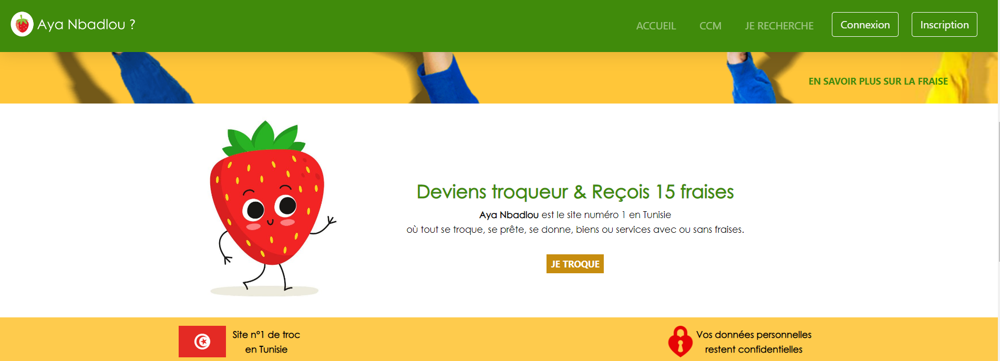 Aya Nbadlou ?
ACCUEIL
CCM
JE RECHERCHE
Connexion
Inscription
EN SAVOIR PLUS SUR LA FRAISE
Deviens troqueur & Reçois 15 fraises
Aya Nbadlou est le site numéro 1 en Tunisie
où tout se troque, se prête, se donne, biens ou services avec ou sans fraises.
JE TROQUE
Site n°1 de troc
en Tunisie
Vos données personnelles
restent confidentielles